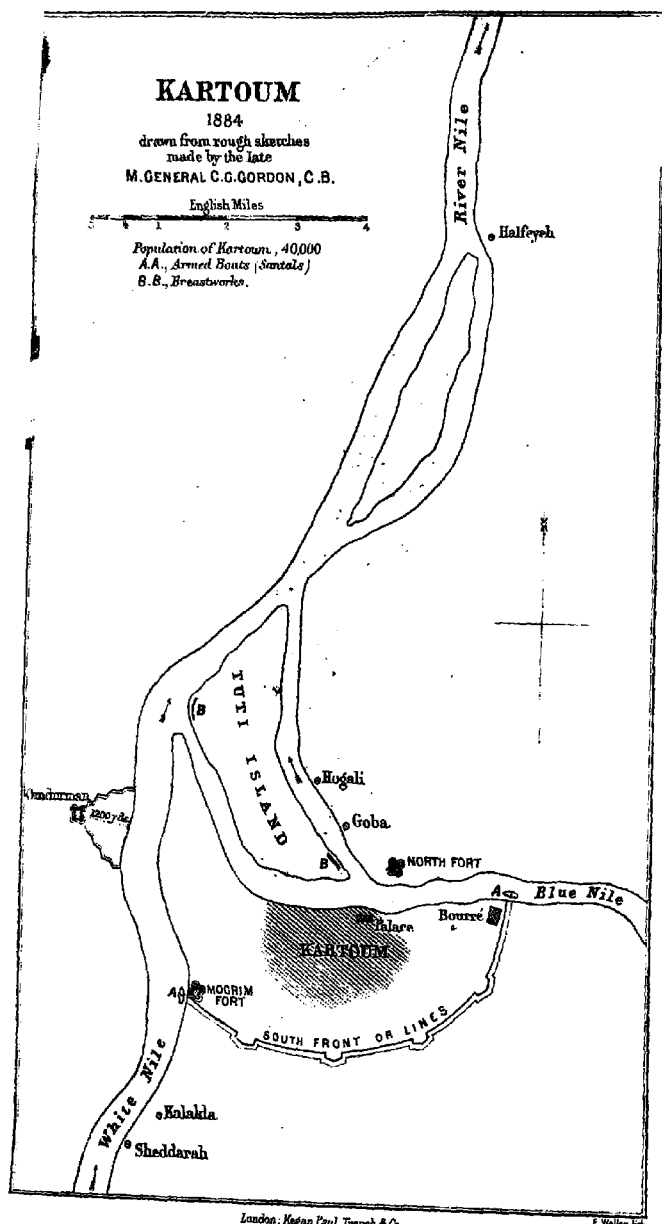 KARTOUM
1884
drawn from rough sketches
made by the late
M. GENERAL C.G. GORDON, C.B.
English Miles
1 2 3 4
Population of Kartoum, 40,000
A.A., Armed Boats (Santals)
B.B., Breastworks.
River Nile
Halfeyeh
TUTI ISLAND
B
Hogali
Goba
1200 yds
B
NORTH FORT
A
Blue Nile
Palace
Bourré
KARTOUM
A
MOGRIM
FORT
SOUTH FRONT OR LINES
White Nile
Kalakla
Sheddarah
London: Kegan Paul, Trench & Co.